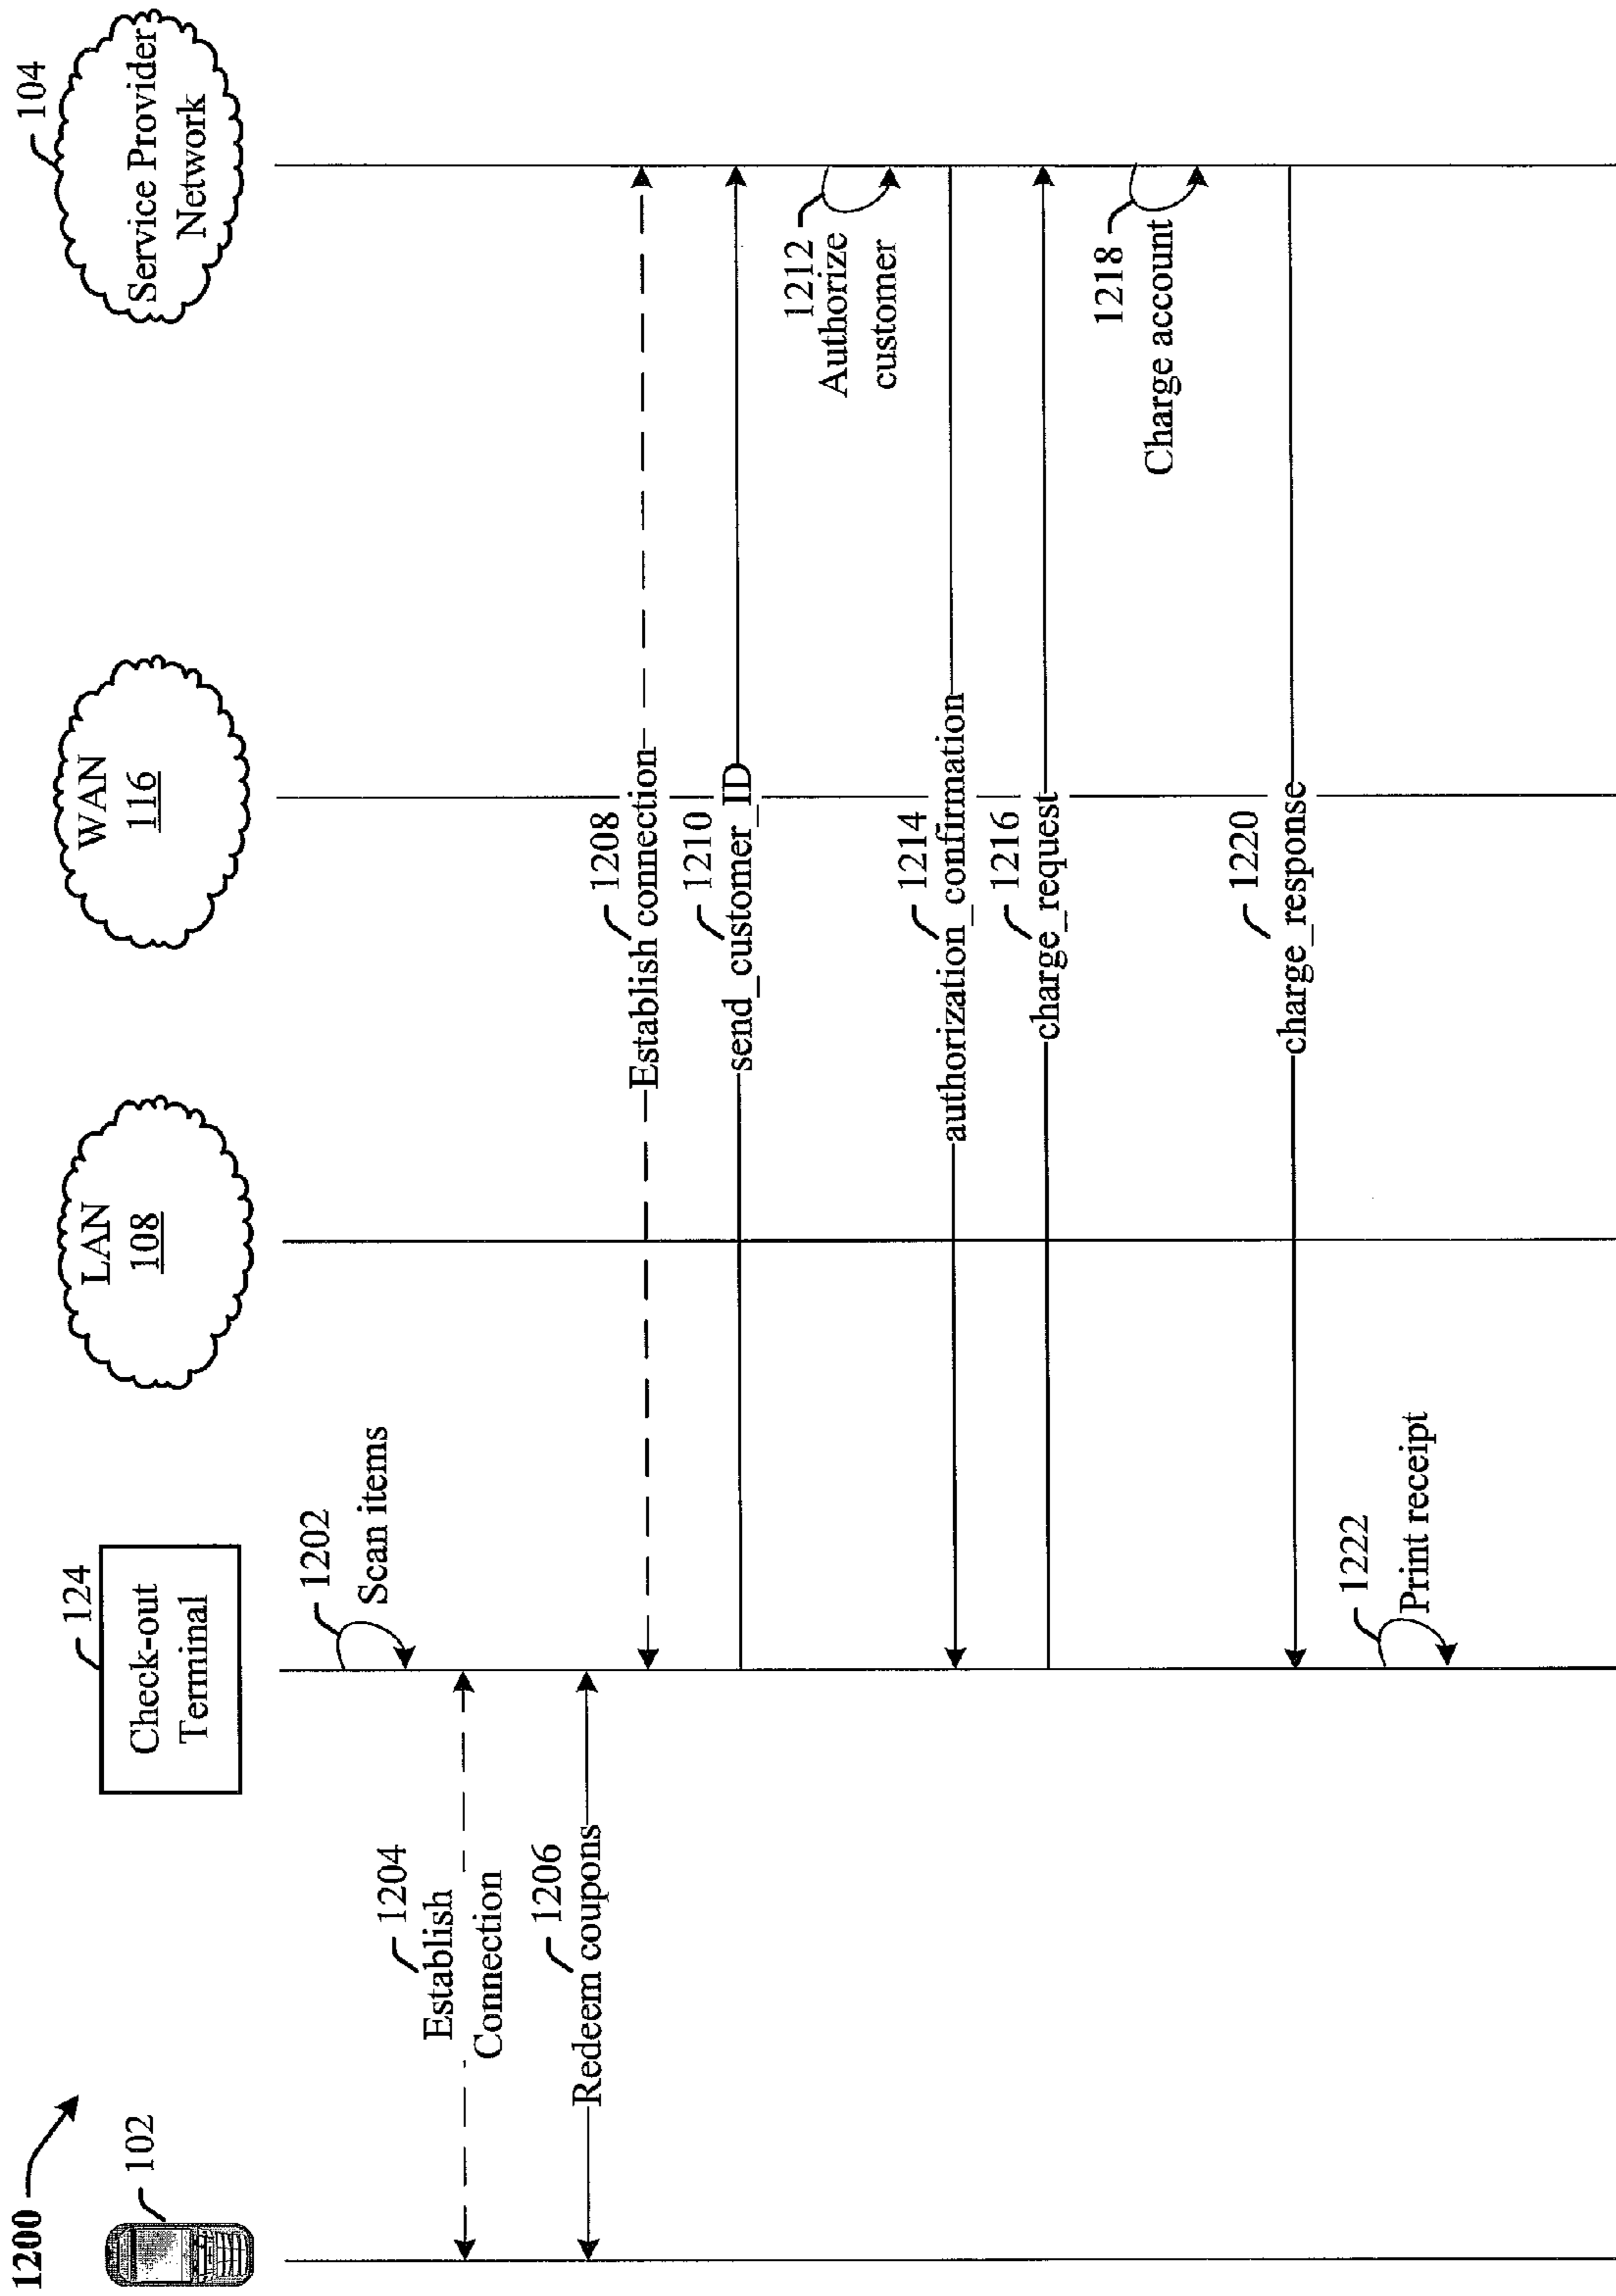 1200
102
124
Check-out
Terminal
LAN
108
WAN
116
104
Service Provider
Network
1202
Scan items
1204
Establish
Connection
1206
Redeem coupons
1208
Establish connection
1210
send_customer_ID
1212
Authorize
customer
1214
authorization_confirmation
1216
charge_request
1218
Charge account
1220
charge_response
1222
Print receipt